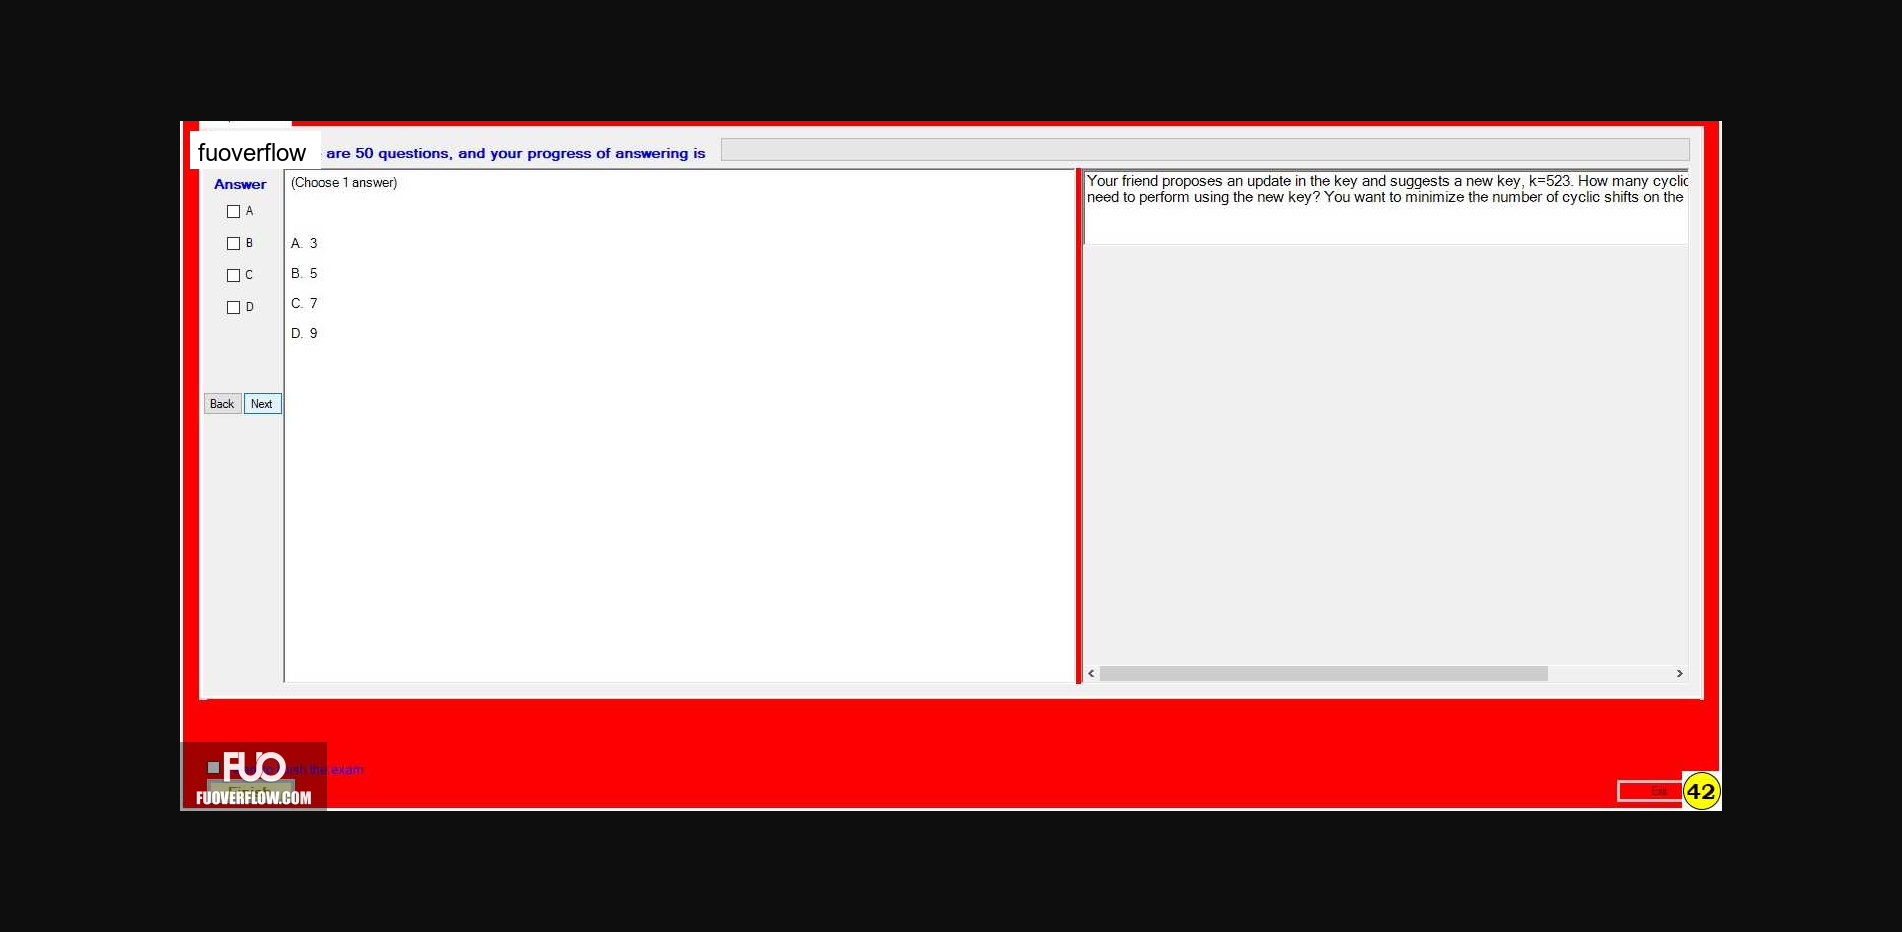 fuoverflow are 50 questions, and your progress of answering is
Answer
A
B
C
D
Back Next
(Choose 1 answer)
A. 3
B. 5
C. 7
D. 9
Your friend proposes an update in the key and suggests a new key, k=523. How many cyclic
need to perform using the new key? You want to minimize the number of cyclic shifts on the
FUO
the exam
FUOVERFLOW.COM
Exit
42